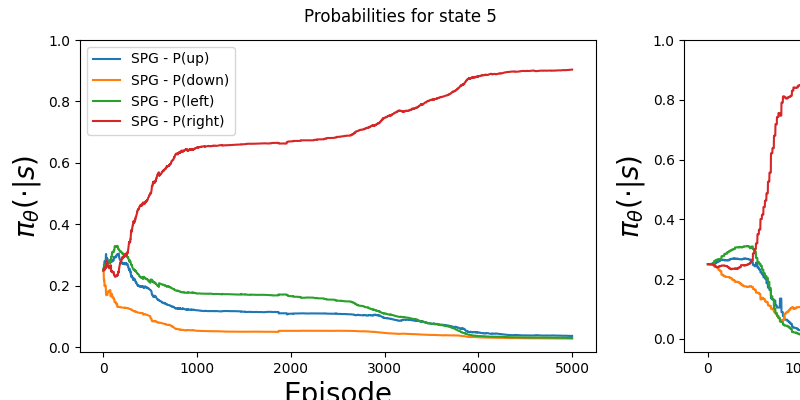 Probabilities for state 5
SPG - P(up)
SPG - P(down)
SPG - P(left)
SPG - P(right)
1.0
0.8
0.6
0.4
0.2
0.0
π_θ(·|s)
0 1000 2000 3000 4000 5000
Episode
1.0
0.8
0.6
0.4
0.2
0.0
π_θ(·|s)
0